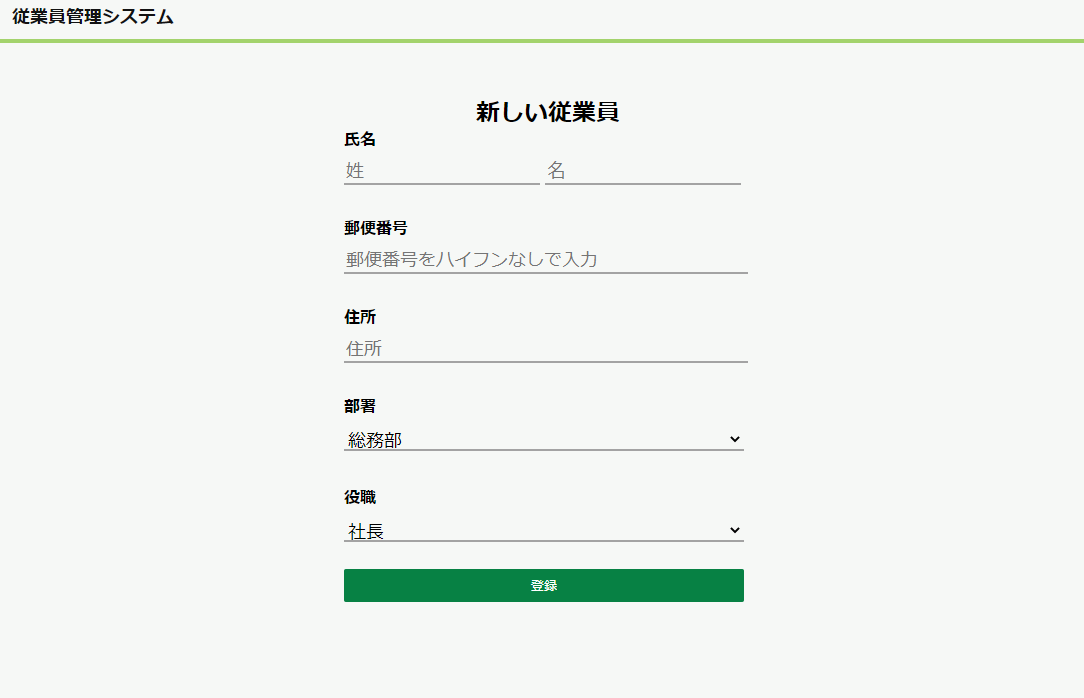 従業員管理システム
新しい従業員
氏名
姓 名
郵便番号
郵便番号をハイフンなしで入力
住所
住所
部署
総務部
役職
社長
登録